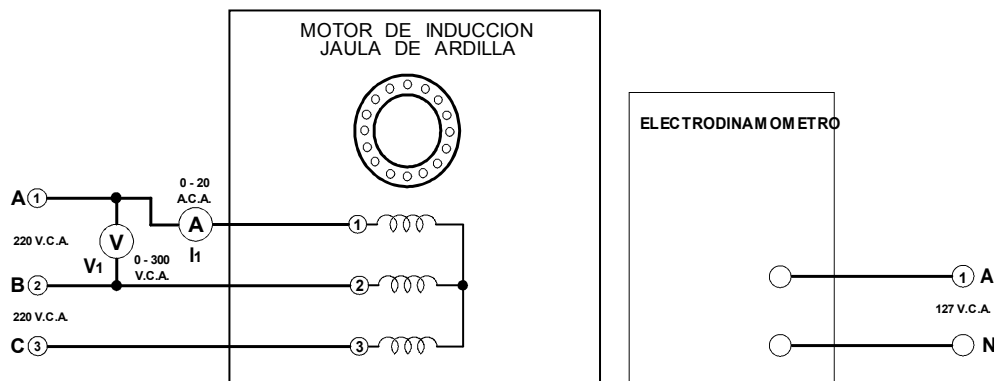 MOTOR DE INDUCCION
JAULA DE ARDILLA
ELECTRODINAMOMETRO
0 - 20
A.C.A.
A 1
A
I1
1
220 V.C.A.
V
V1
0 - 300
V.C.A.
B 2
2
220 V.C.A.
C 3
3
1 A
127 V.C.A.
N